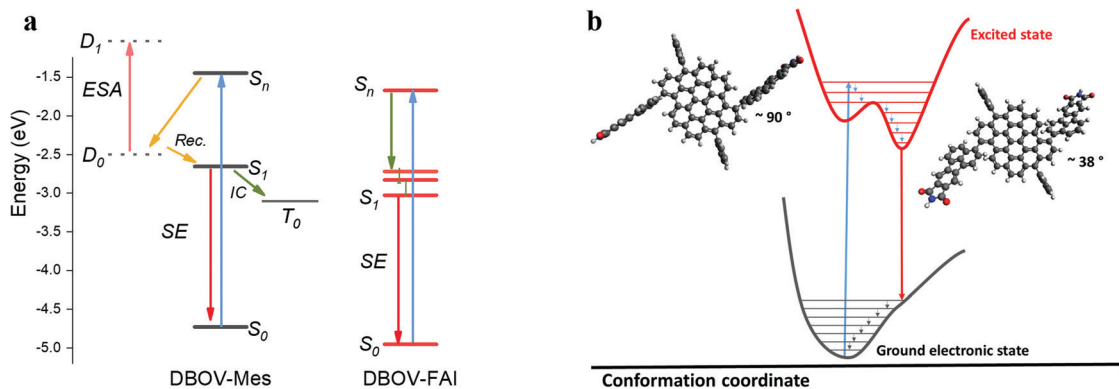 a
Energy (eV)
-1.5
-2.0
-2.5
-3.0
-3.5
-4.0
-4.5
-5.0
D1
ESA
D0
Sn
Rec.
S1
IC
T0
SE
S0
DBOV-Mes
Sn
S1
SE
S0
DBOV-FAI
b
Excited state
~ 90 °
~ 38 °
Ground electronic state
Conformation coordinate